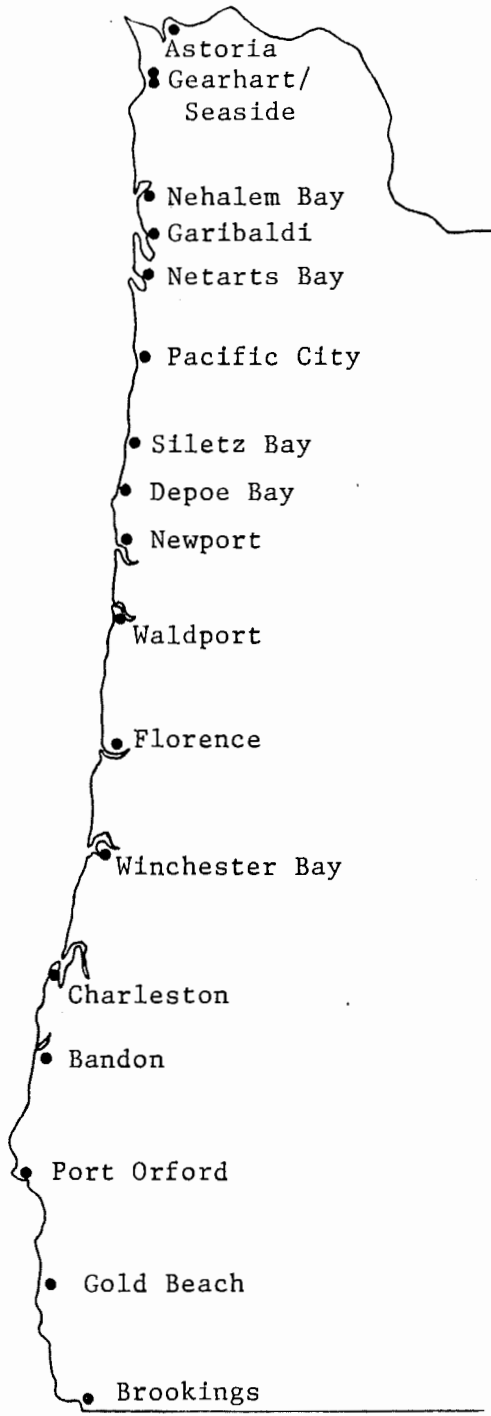 Astoria
Gearhart/
Seaside
Nehalem Bay
Garibaldi
Netarts Bay
Pacific City
Siletz Bay
Depoe Bay
Newport
Waldport
Florence
Winchester Bay
Charleston
Bandon
Port Orford
Gold Beach
Brookings